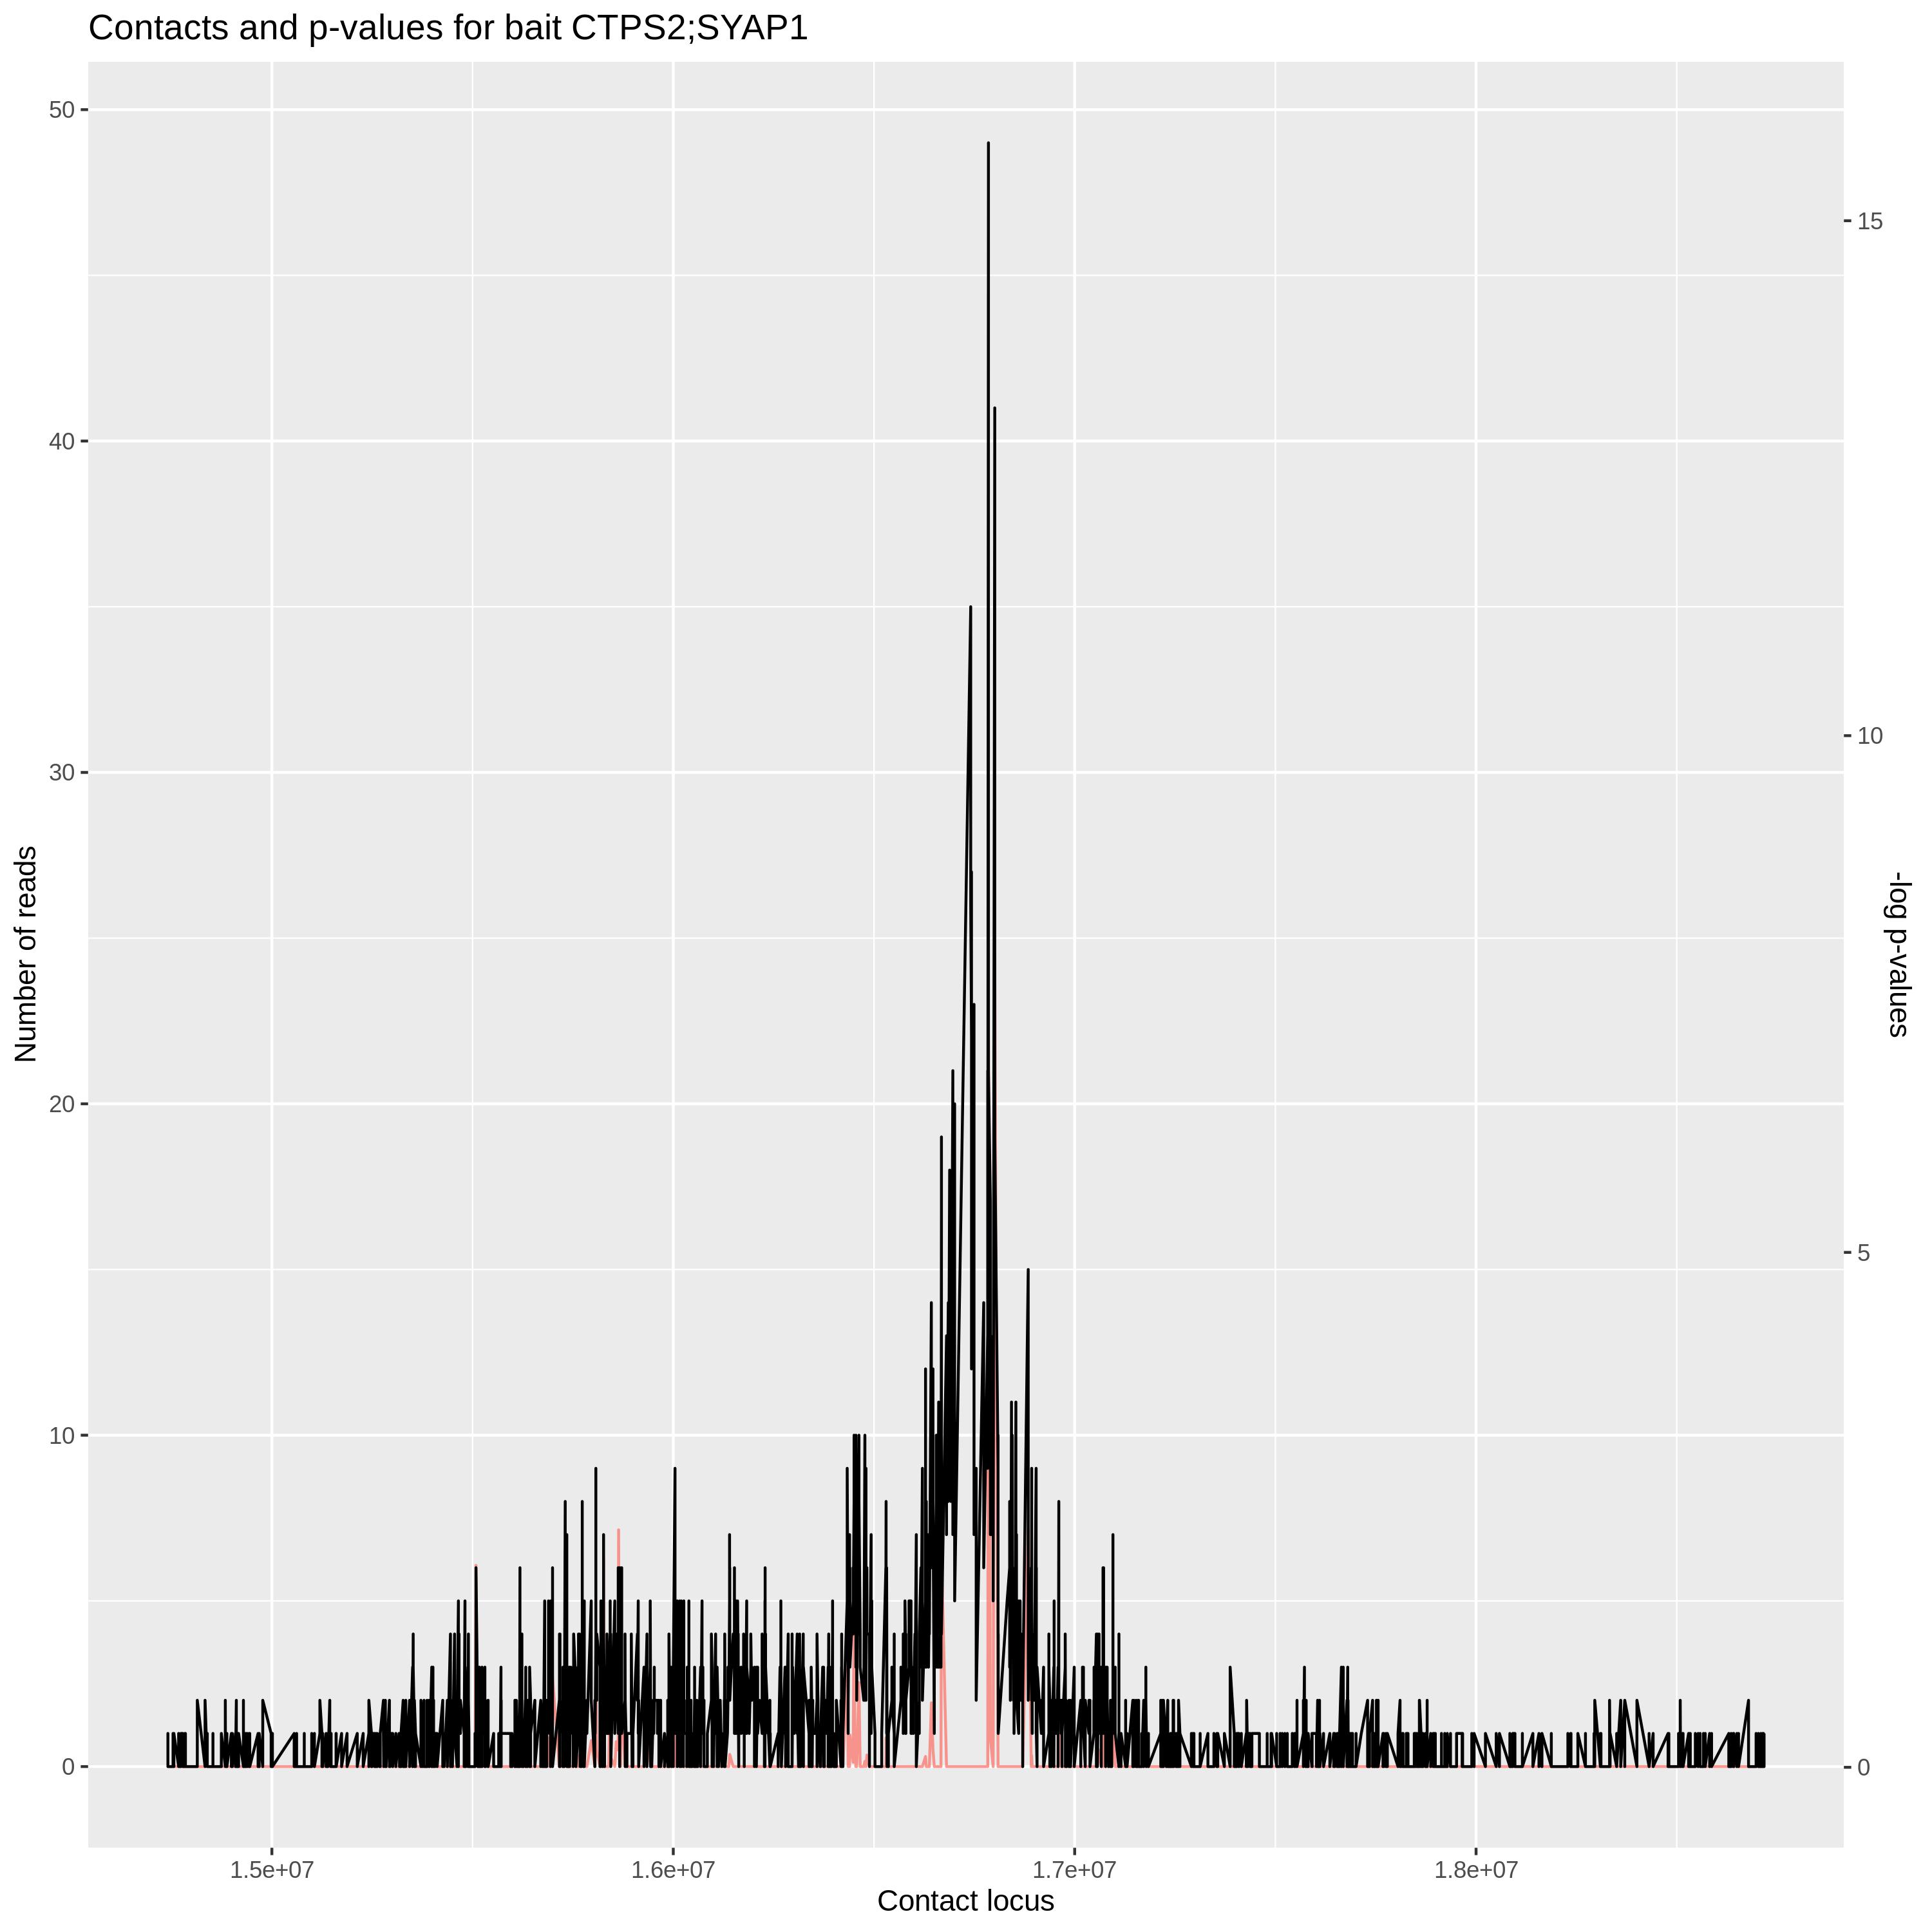 Contacts and p-values for bait CTPS2;SYAP1
50
40
30
20
10
0
Number of reads
15
10
5
0
-log p-values
1.5e+07
1.6e+07
1.7e+07
1.8e+07
Contact locus